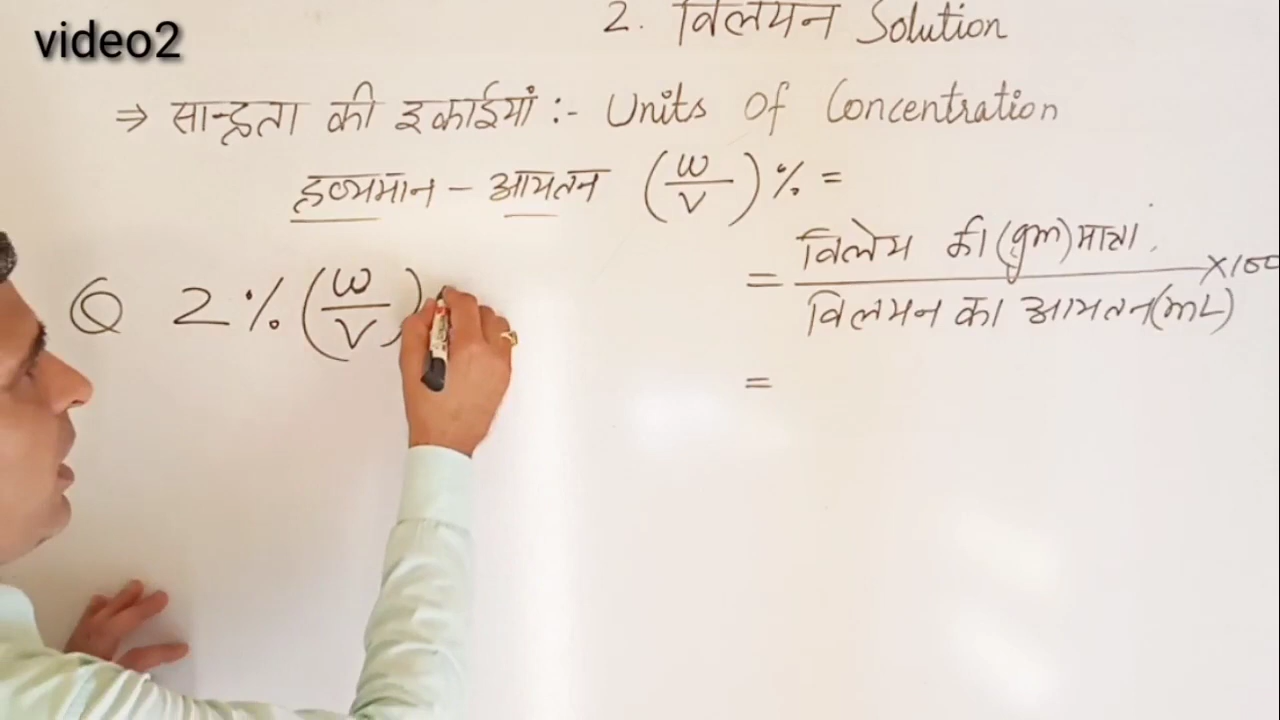 video2
2. विलयन Solution
⇒ सान्द्रता की इकाईयां :- Units Of Concentration
द्रव्यमान - आयतन (w/v) % =
= विलेय की (gm) मात्रा / विलयन का आयतन (mL) ×100
Q 2 % (w/v)
=